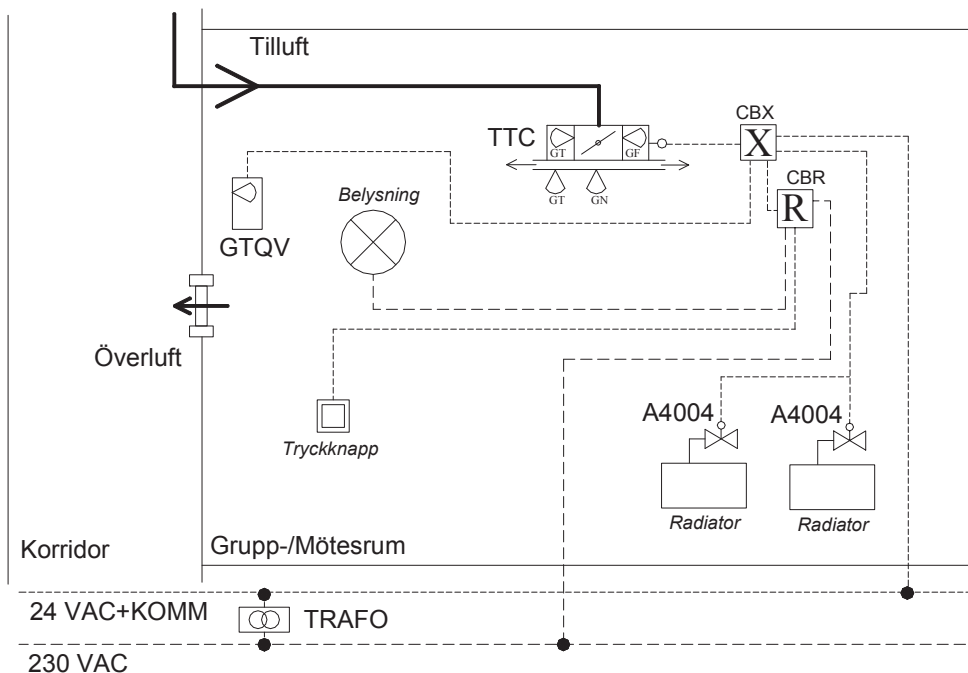 Tilluft
CBX
TTC
GT
GF
X
CBR
GT
GN
R
Belysning
GTQV
Överluft
A4004
A4004
Tryckknapp
Radiator
Radiator
Korridor
Grupp-/Mötesrum
24 VAC+KOMM
TRAFO
230 VAC